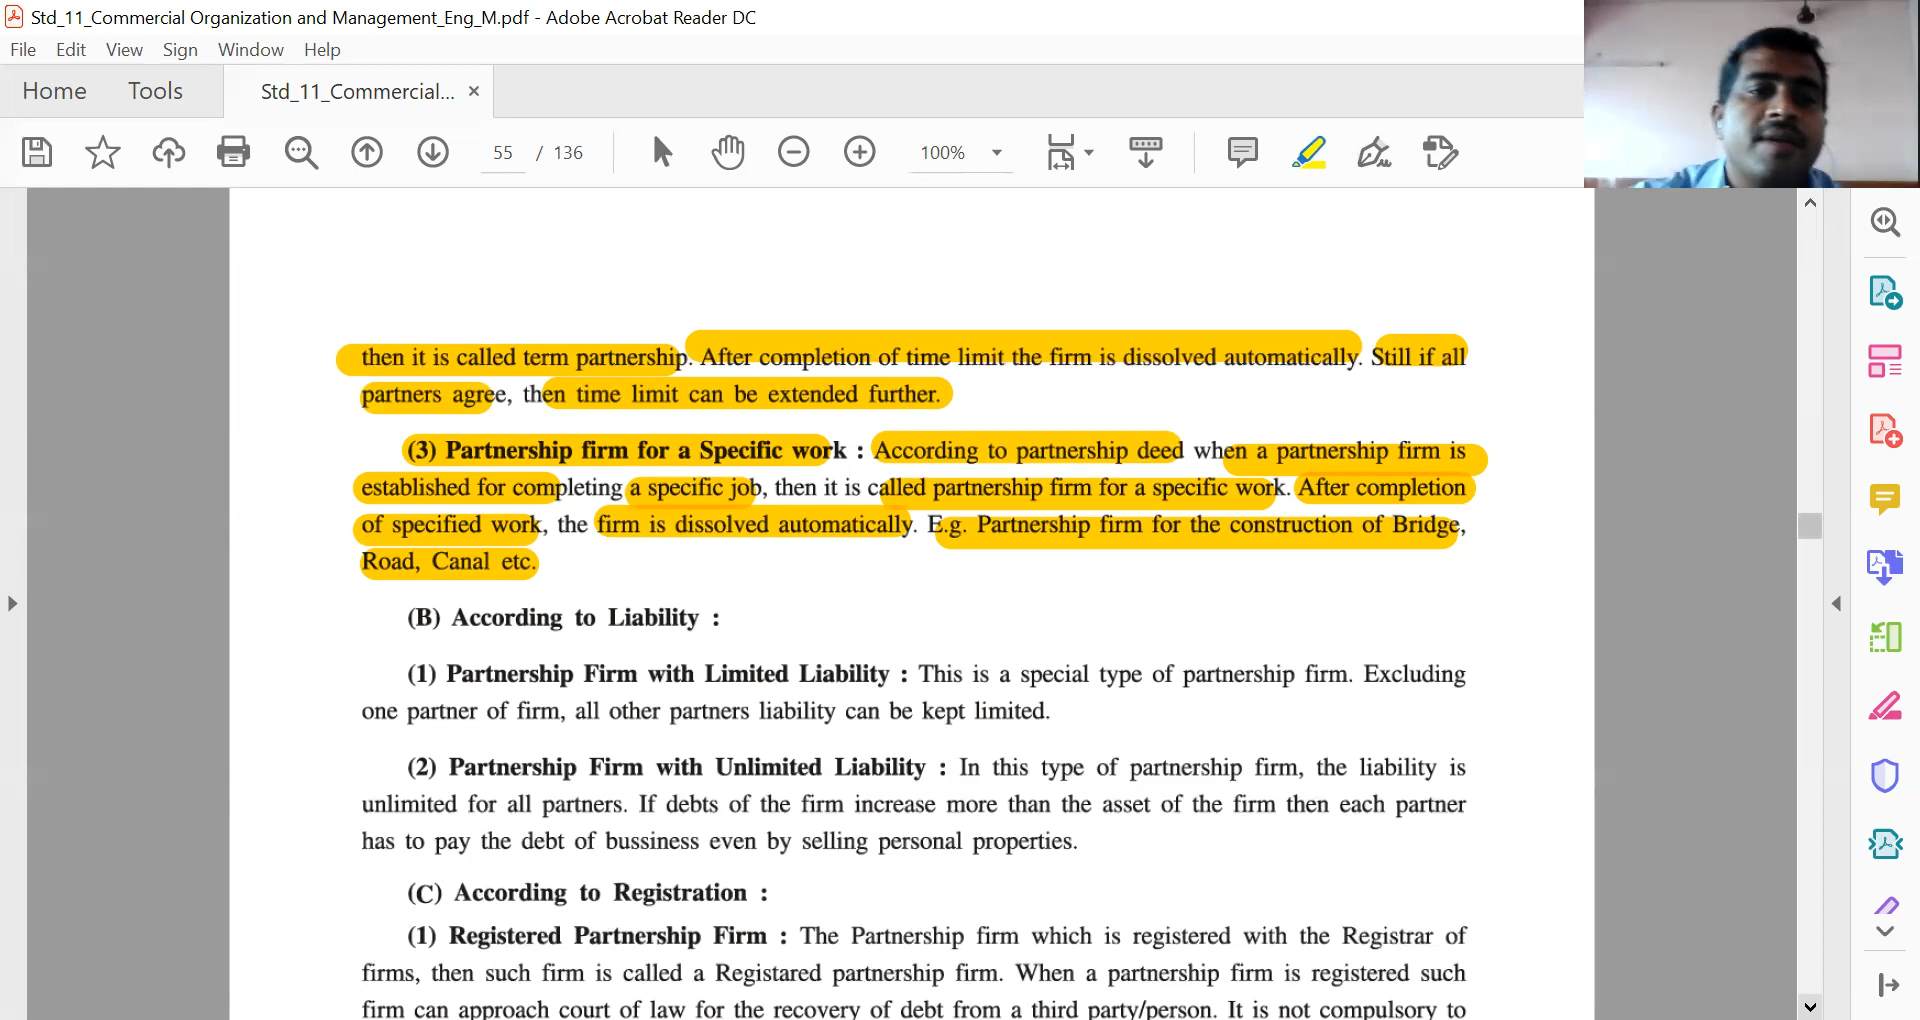 Std_11_Commercial Organization and Management_Eng_M.pdf - Adobe Acrobat Reader DC
File Edit View Sign Window Help
Home Tools Std_11_Commercial... ×
55 / 136 100%
then it is called term partnership. After completion of time limit the firm is dissolved automatically. Still if all
partners agree, then time limit can be extended further.
(3) Partnership firm for a Specific work : According to partnership deed when a partnership firm is
established for completing a specific job, then it is called partnership firm for a specific work. After completion
of specified work, the firm is dissolved automatically. E.g. Partnership firm for the construction of Bridge,
Road, Canal etc.
(B) According to Liability :
(1) Partnership Firm with Limited Liability : This is a special type of partnership firm. Excluding
one partner of firm, all other partners liability can be kept limited.
(2) Partnership Firm with Unlimited Liability : In this type of partnership firm, the liability is
unlimited for all partners. If debts of the firm increase more than the asset of the firm then each partner
has to pay the debt of bussiness even by selling personal properties.
(C) According to Registration :
(1) Registered Partnership Firm : The Partnership firm which is registered with the Registrar of
firms, then such firm is called a Registared partnership firm. When a partnership firm is registered such
firm can approach court of law for the recovery of debt from a third party/person. It is not compulsory to